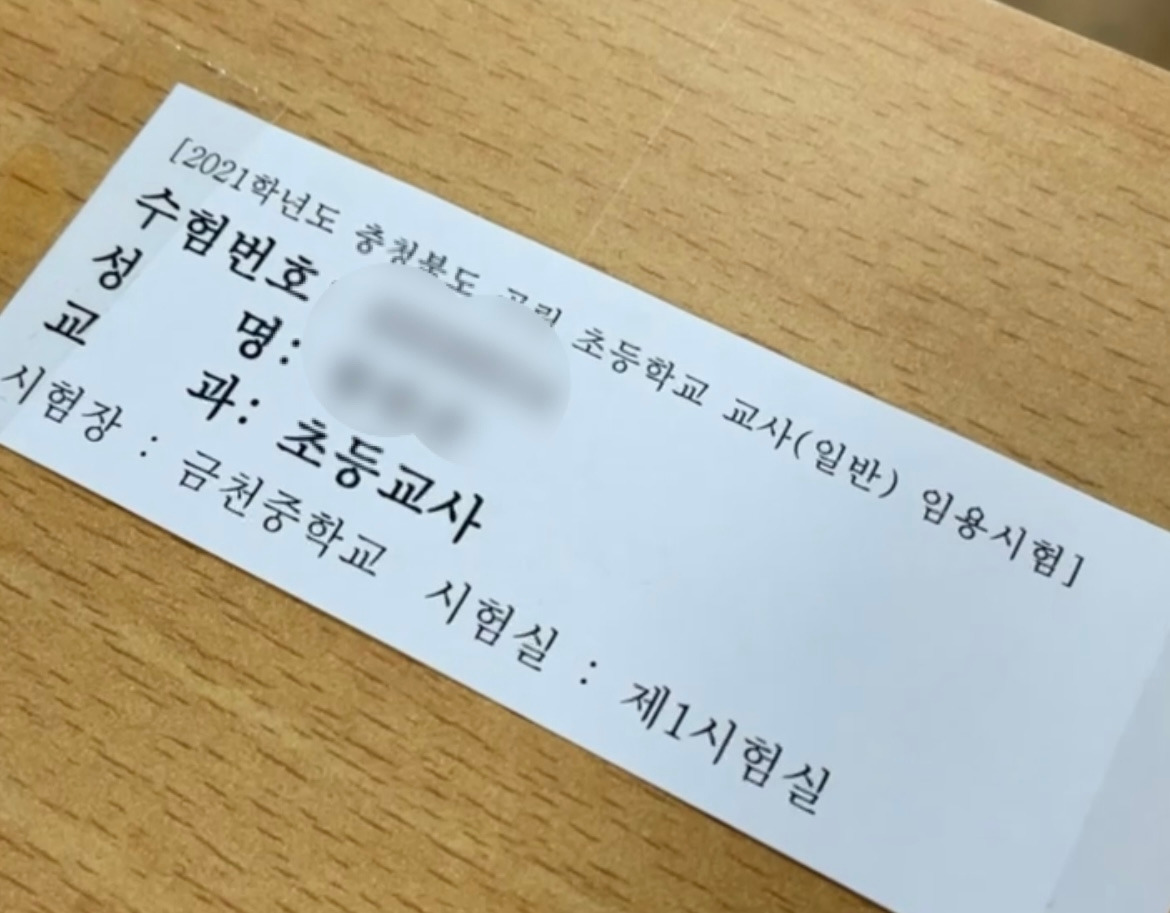 [2021학년도 충청북도 공립 초등학교 교사(일반) 임용시험]
수험번호
성 명:
교 과: 초등교사
시험장 : 금천중학교 시험실 : 제1시험실